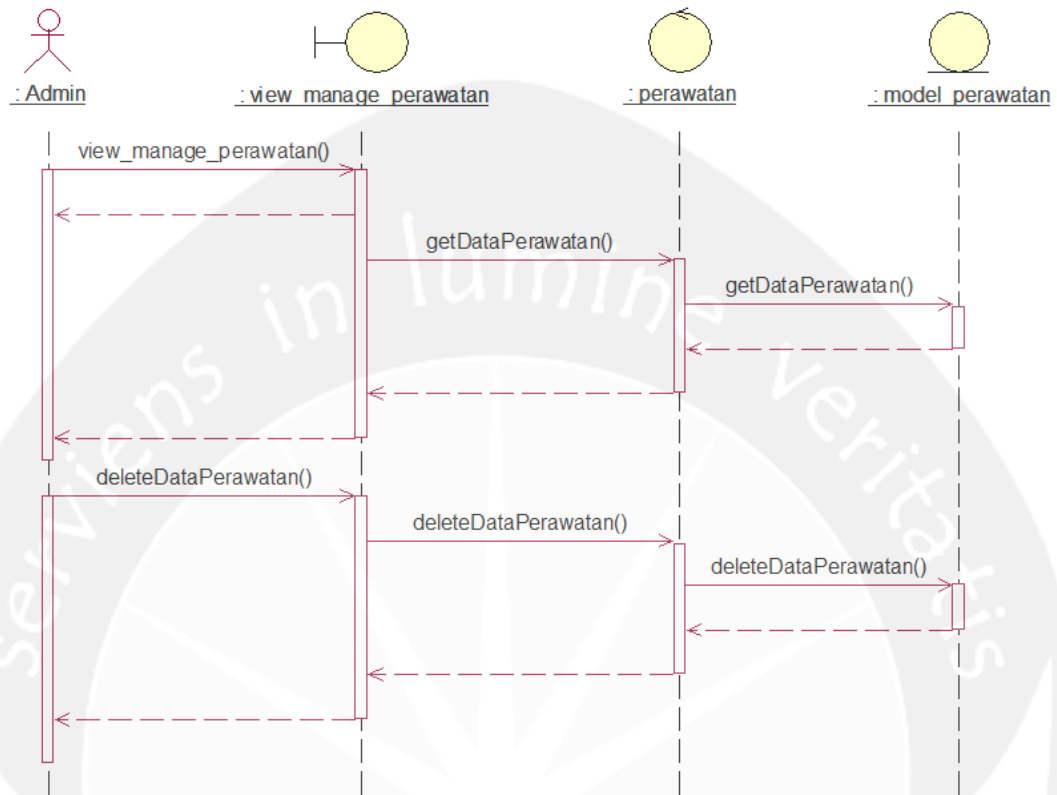 : Admin
: view_manage_perawatan
: perawatan
: model_perawatan
view_manage_perawatan()
getDataPerawatan()
getDataPerawatan()
deleteDataPerawatan()
deleteDataPerawatan()
deleteDataPerawatan()
serviens in lumine veritatis